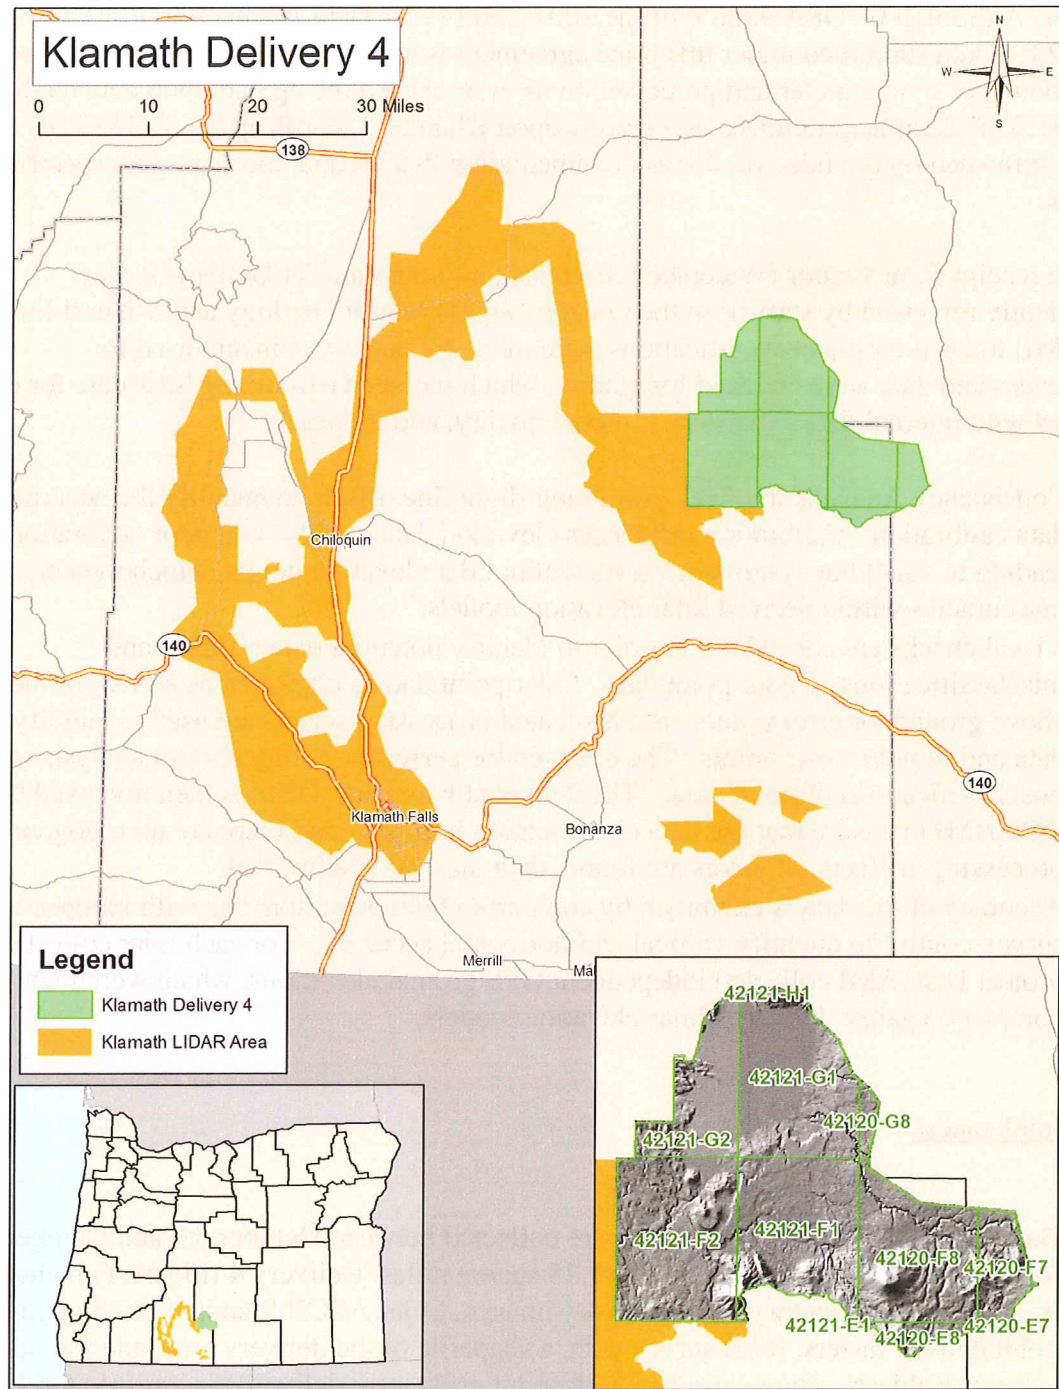 Klamath Delivery 4
N
W
E
S
0 10 20 30 Miles
138
Chiloquin
140
140
Klamath Falls
Bonanza
Merrill
Legend
Klamath Delivery 4
Klamath LIDAR Area
42121-H1
42121-G1
42120-G8
42121-G2
42121-F2
42121-F1
42120-F8
42120-F7
42121-E1
42120-E8
42120-E7